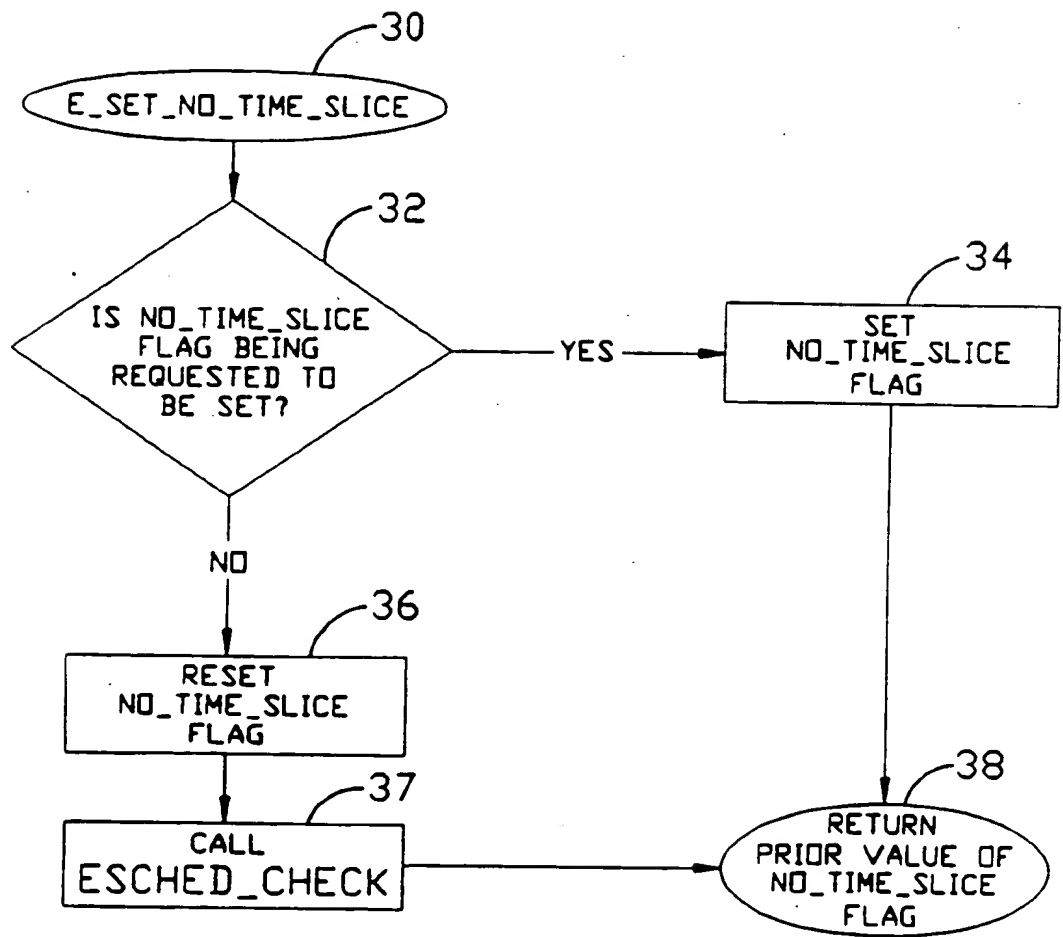 30
E_SET_NO_TIME_SLICE
32
IS NO_TIME_SLICE
FLAG BEING
REQUESTED TO
BE SET?
YES
34
SET
NO_TIME_SLICE
FLAG
NO
36
RESET
NO_TIME_SLICE
FLAG
37
CALL
ESCHED_CHECK
38
RETURN
PRIOR VALUE OF
NO_TIME_SLICE
FLAG